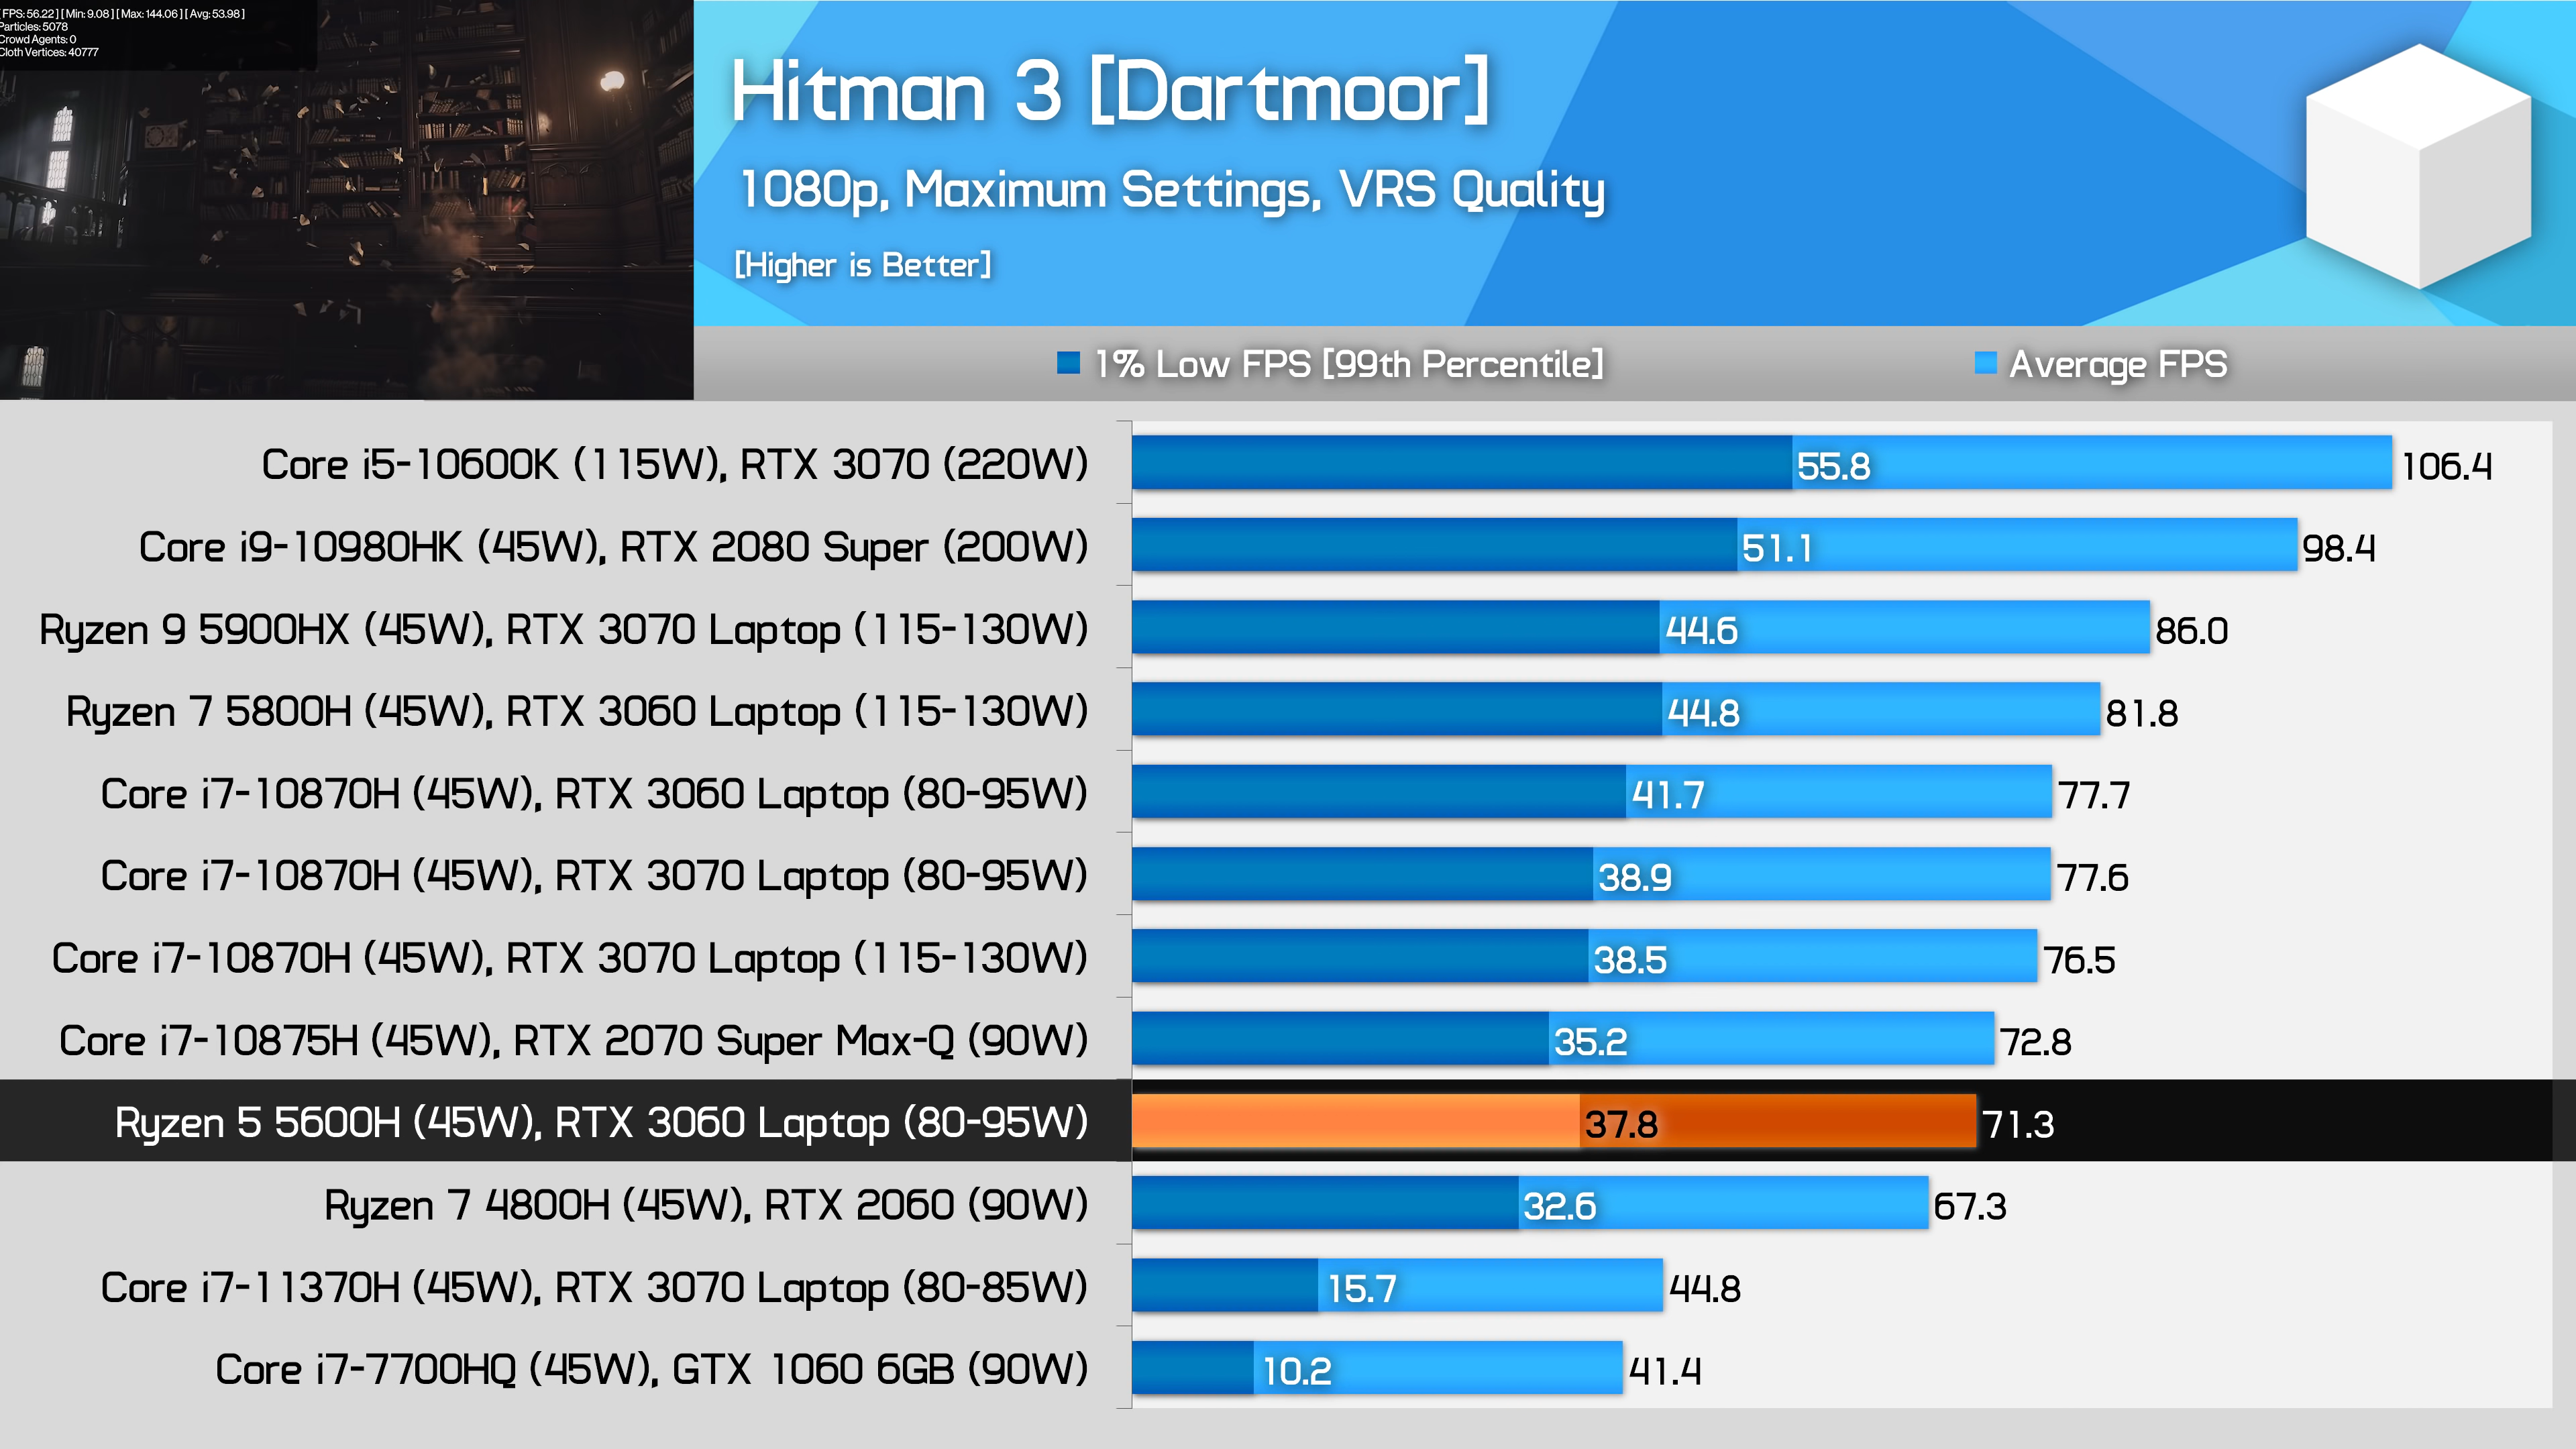 FPS: 56.22 ] [ Min: 9.08 ] [ Max: 144.06 ] [ Avg: 53.98 ]
Particles: 5078
Crowd Agents: 0
Cloth Vertices: 40777
Hitman 3 [Dartmoor]
1080p, Maximum Settings, VRS Quality
[Higher is Better]
1% Low FPS [99th Percentile] Average FPS
Core i5-10600K (115W), RTX 3070 (220W) 55.8 106.4
Core i9-10980HK (45W), RTX 2080 Super (200W) 51.1 98.4
Ryzen 9 5900HX (45W), RTX 3070 Laptop (115-130W) 44.6 86.0
Ryzen 7 5800H (45W), RTX 3060 Laptop (115-130W) 44.8 81.8
Core i7-10870H (45W), RTX 3060 Laptop (80-95W) 41.7 77.7
Core i7-10870H (45W), RTX 3070 Laptop (80-95W) 38.9 77.6
Core i7-10870H (45W), RTX 3070 Laptop (115-130W) 38.5 76.5
Core i7-10875H (45W), RTX 2070 Super Max-Q (90W) 35.2 72.8
Ryzen 5 5600H (45W), RTX 3060 Laptop (80-95W) 37.8 71.3
Ryzen 7 4800H (45W), RTX 2060 (90W) 32.6 67.3
Core i7-11370H (45W), RTX 3070 Laptop (80-85W) 15.7 44.8
Core i7-7700HQ (45W), GTX 1060 6GB (90W) 10.2 41.4